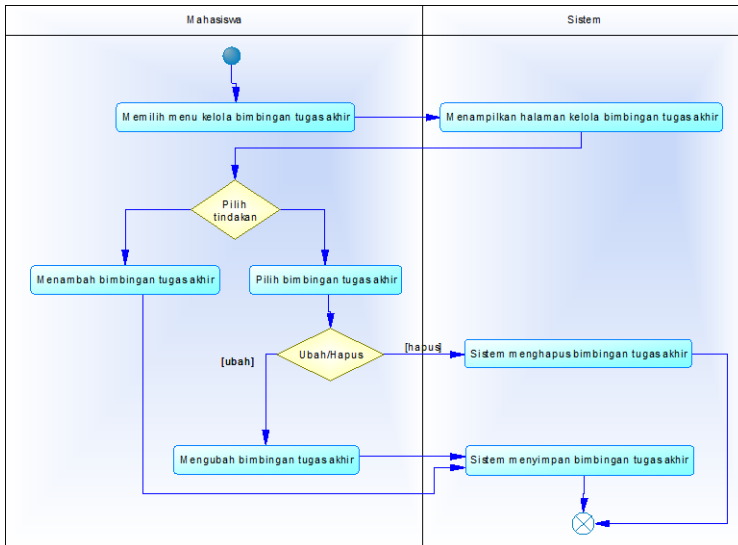 Mahasiswa
Sistem
Memilih menu kelola bimbingan tugas akhir
Menampilkan halaman kelola bimbingan tugas akhir
Pilih
tindakan
Menambah bimbingan tugas akhir
Pilih bimbingan tugas akhir
Ubah/Hapus
[hapus]
[ubah]
Sistem menghapus bimbingan tugas akhir
Mengubah bimbingan tugas akhir
Sistem menyimpan bimbingan tugas akhir